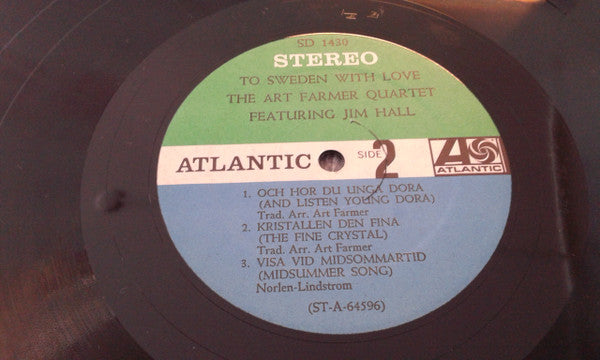 SD 1430
STEREO
TO SWEDEN WITH LOVE
THE ART FARMER QUARTET
FEATURING JIM HALL
ATLANTIC SIDE 2 ATLANTIC
1. OCH HOR DU UNGA DORA
(AND LISTEN YOUNG DORA)
Trad. Arr. Art Farmer
2. KRISTALLEN DEN FINA
(THE FINE CRYSTAL)
Trad. Arr. Art Farmer
3. VISA VID MIDSOMMARTID
(MIDSUMMER SONG)
Norlen-Lindstrom
(ST-A-64596)